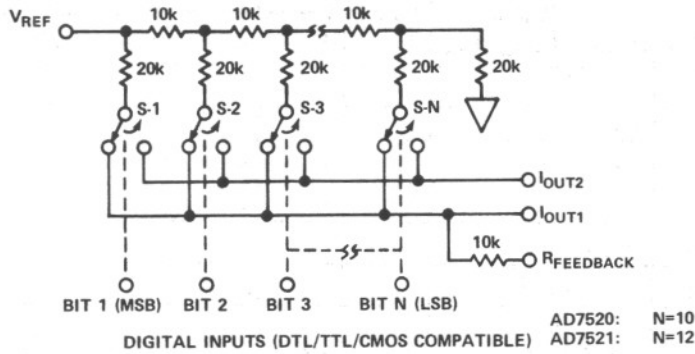 VREF
10k 10k 10k
20k 20k 20k 20k 20k
S-1 S-2 S-3 S-N
IOUT2
IOUT1
10k
RFEEDBACK
BIT 1 (MSB) BIT 2 BIT 3 BIT N (LSB)
DIGITAL INPUTS (DTL/TTL/CMOS COMPATIBLE)
AD7520: N=10
AD7521: N=12